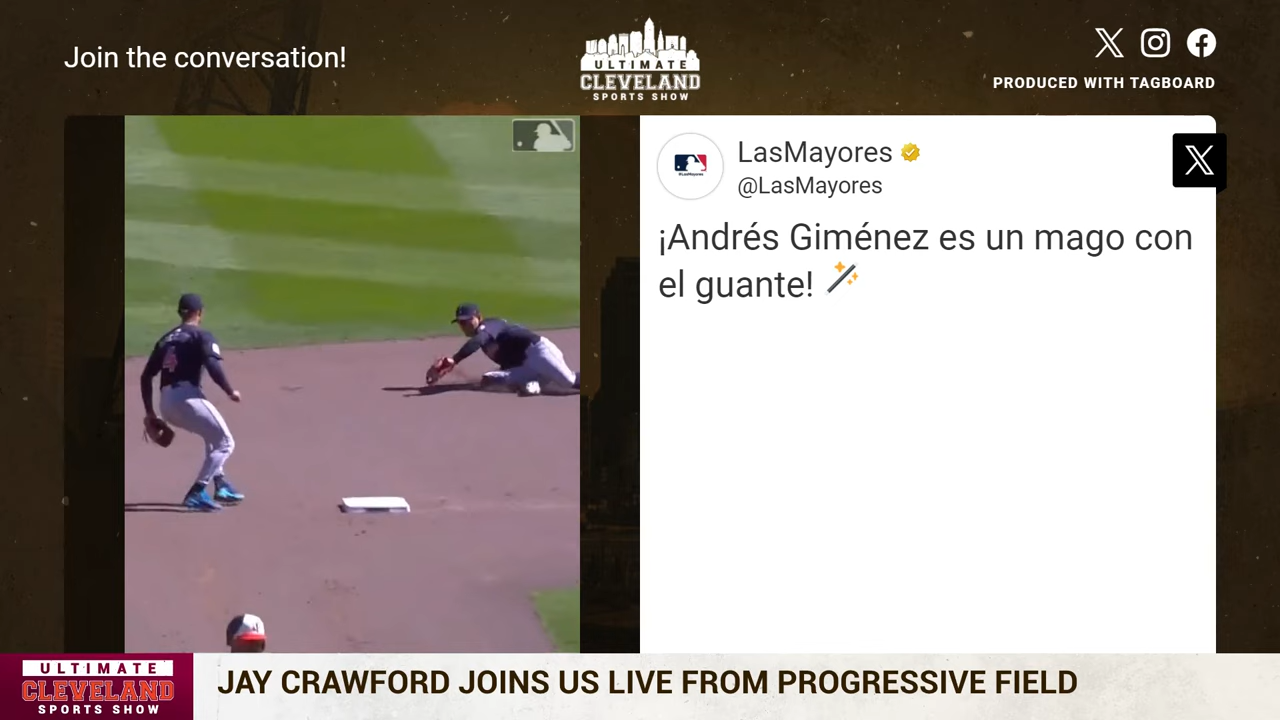 Join the conversation!
ULTIMATE
CLEVELAND
SPORTS SHOW
PRODUCED WITH TAGBOARD
LasMayores
@LasMayores
¡Andrés Giménez es un mago con
el guante!
4
ULTIMATE
CLEVELAND
SPORTS SHOW
JAY CRAWFORD JOINS US LIVE FROM PROGRESSIVE FIELD